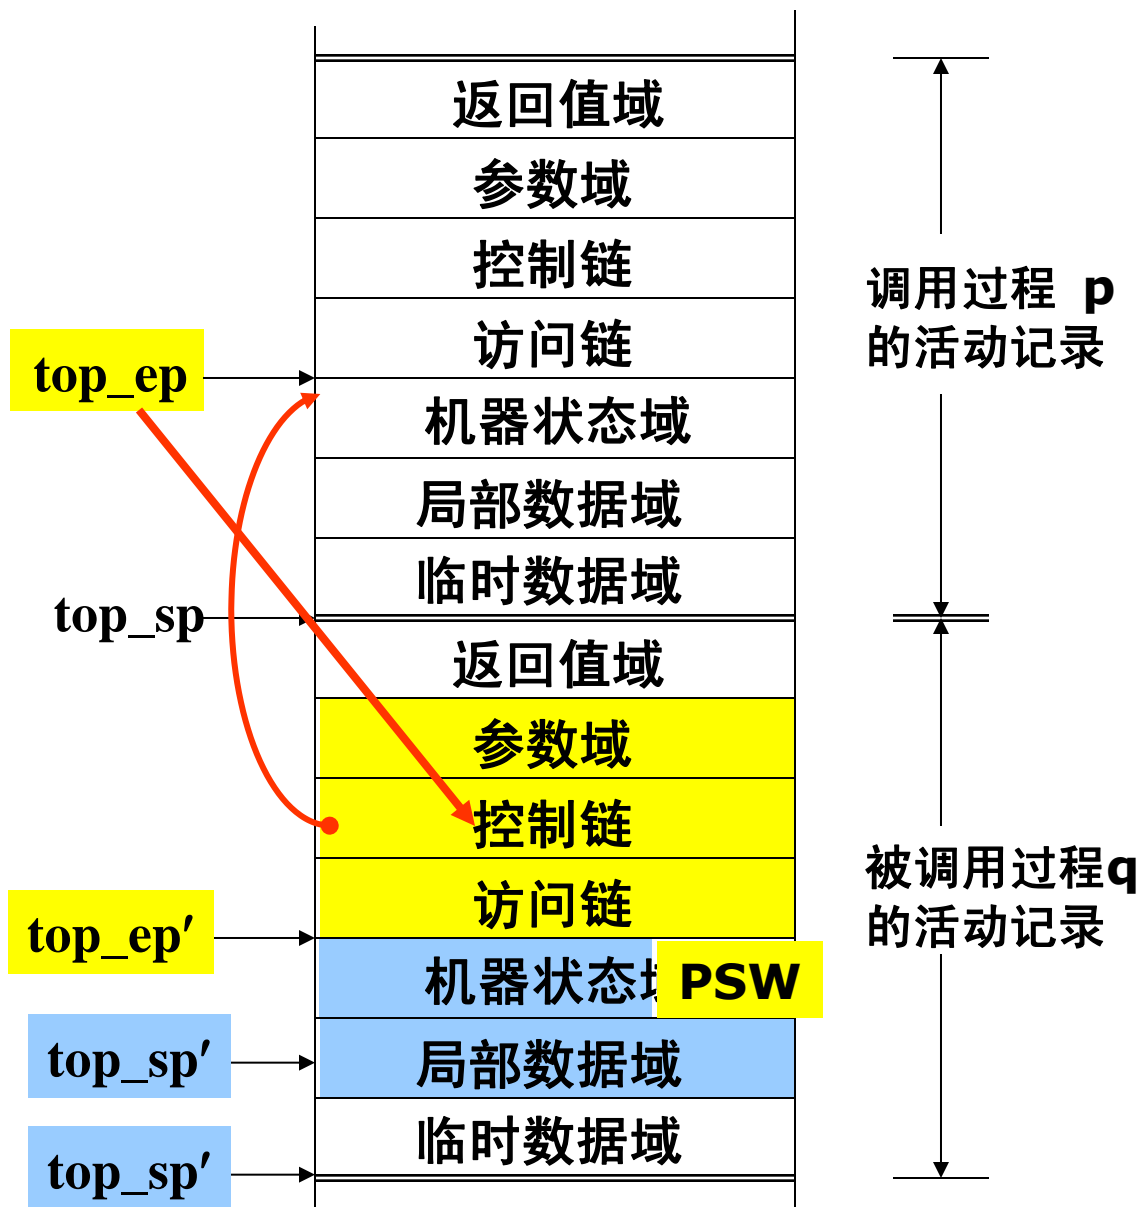 返回值域
参数域
控制链
访问链
机器状态域
局部数据域
临时数据域
返回值域
参数域
控制链
访问链
机器状态域
PSW
局部数据域
临时数据域
top_ep
top_sp
top_ep′
top_sp′
top_sp′
调用过程 p
的活动记录
被调用过程q
的活动记录